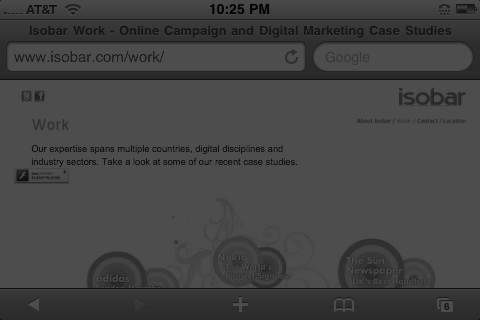 AT&T 10:25 PM
Isobar Work - Online Campaign and Digital Marketing Case Studies
www.isobar.com/work/
Google
isobar
About Isobar / Work / Contact / Location
Work
Our expertise spans multiple countries, digital disciplines and
industry sectors. Take a look at some of our recent case studies.
adidas
Nokia
The World's
The Sun
Newspaper
UK's Best Handheld
6